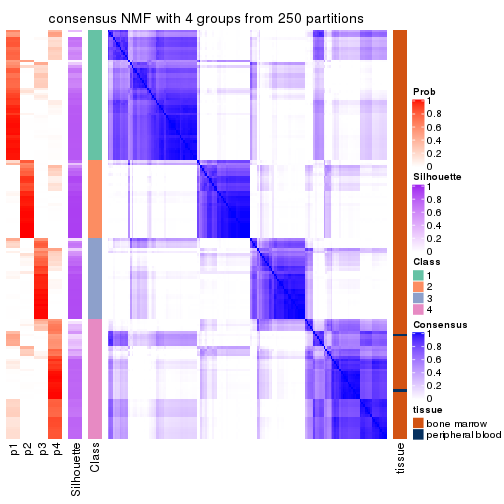 consensus NMF with 4 groups from 250 partitions
Prob
1
0.8
0.6
0.4
0.2
0
Silhouette
1
0.8
0.6
0.4
0.2
0
Class
1
2
3
4
Consensus
1
0.8
0.6
0.4
0.2
0
tissue
bone marrow
peripheral blood
p1
p2
p3
p4
Silhouette
Class
tissue